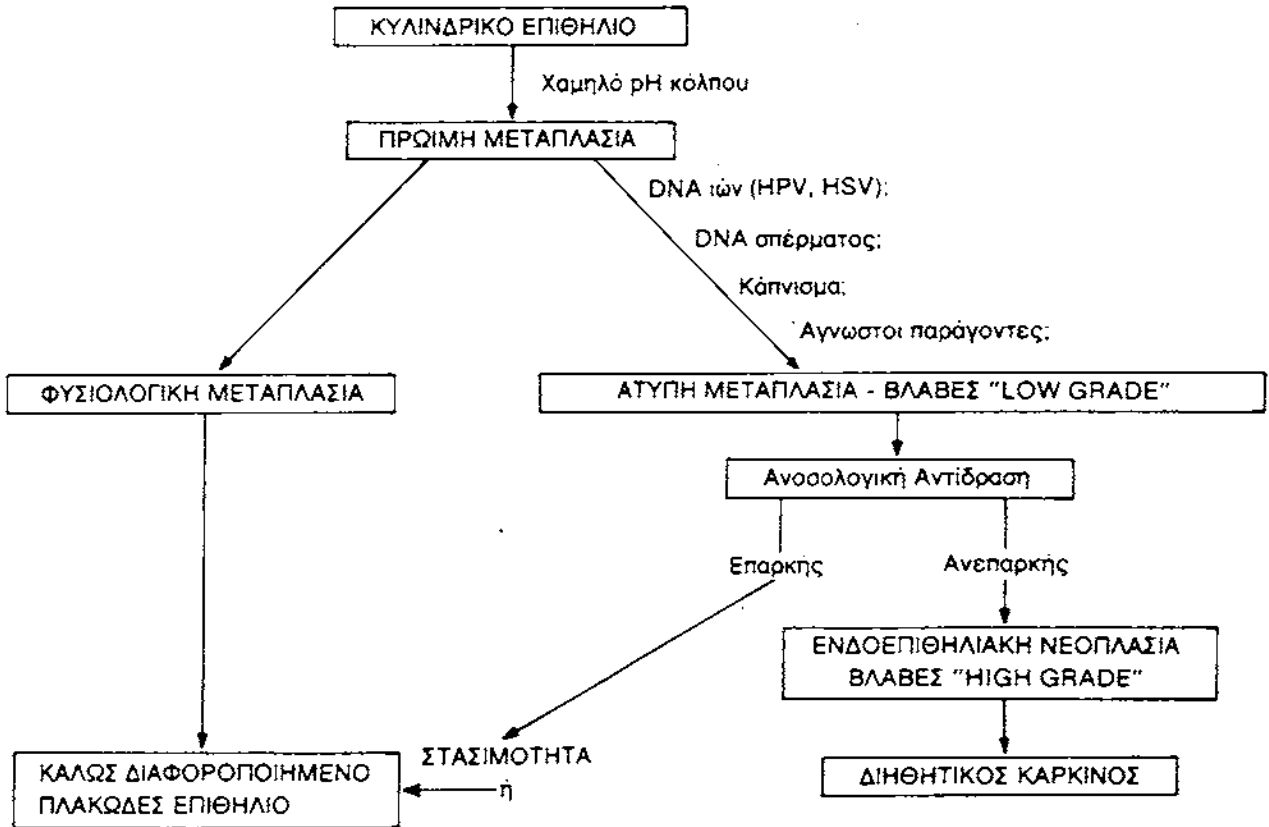 ΚΥΛΙΝΔΡΙΚΟ ΕΠΙΘΗΛΙΟ
Χαμηλό pH κόλπου
ΠΡΩΙΜΗ ΜΕΤΑΠΛΑΣΙΑ
DNA ιών (HPV, HSV);
DNA σπέρματος;
Κάπνισμα;
Άγνωστοι παράγοντες;
ΦΥΣΙΟΛΟΓΙΚΗ ΜΕΤΑΠΛΑΣΙΑ
ΑΤΥΠΗ ΜΕΤΑΠΛΑΣΙΑ - ΒΛΑΒΕΣ "LOW GRADE"
Ανοσολογική Αντίδραση
Επαρκής
Ανεπαρκής
ΕΝΔΟΕΠΙΘΗΛΙΑΚΗ ΝΕΟΠΛΑΣΙΑ
ΒΛΑΒΕΣ "HIGH GRADE"
ΣΤΑΣΙΜΟΤΗΤΑ
ή
ΚΑΛΩΣ ΔΙΑΦΟΡΟΠΟΙΗΜΕΝΟ
ΠΛΑΚΩΔΕΣ ΕΠΙΘΗΛΙΟ
ΔΙΗΘΗΤΙΚΟΣ ΚΑΡΚΙΝΟΣ